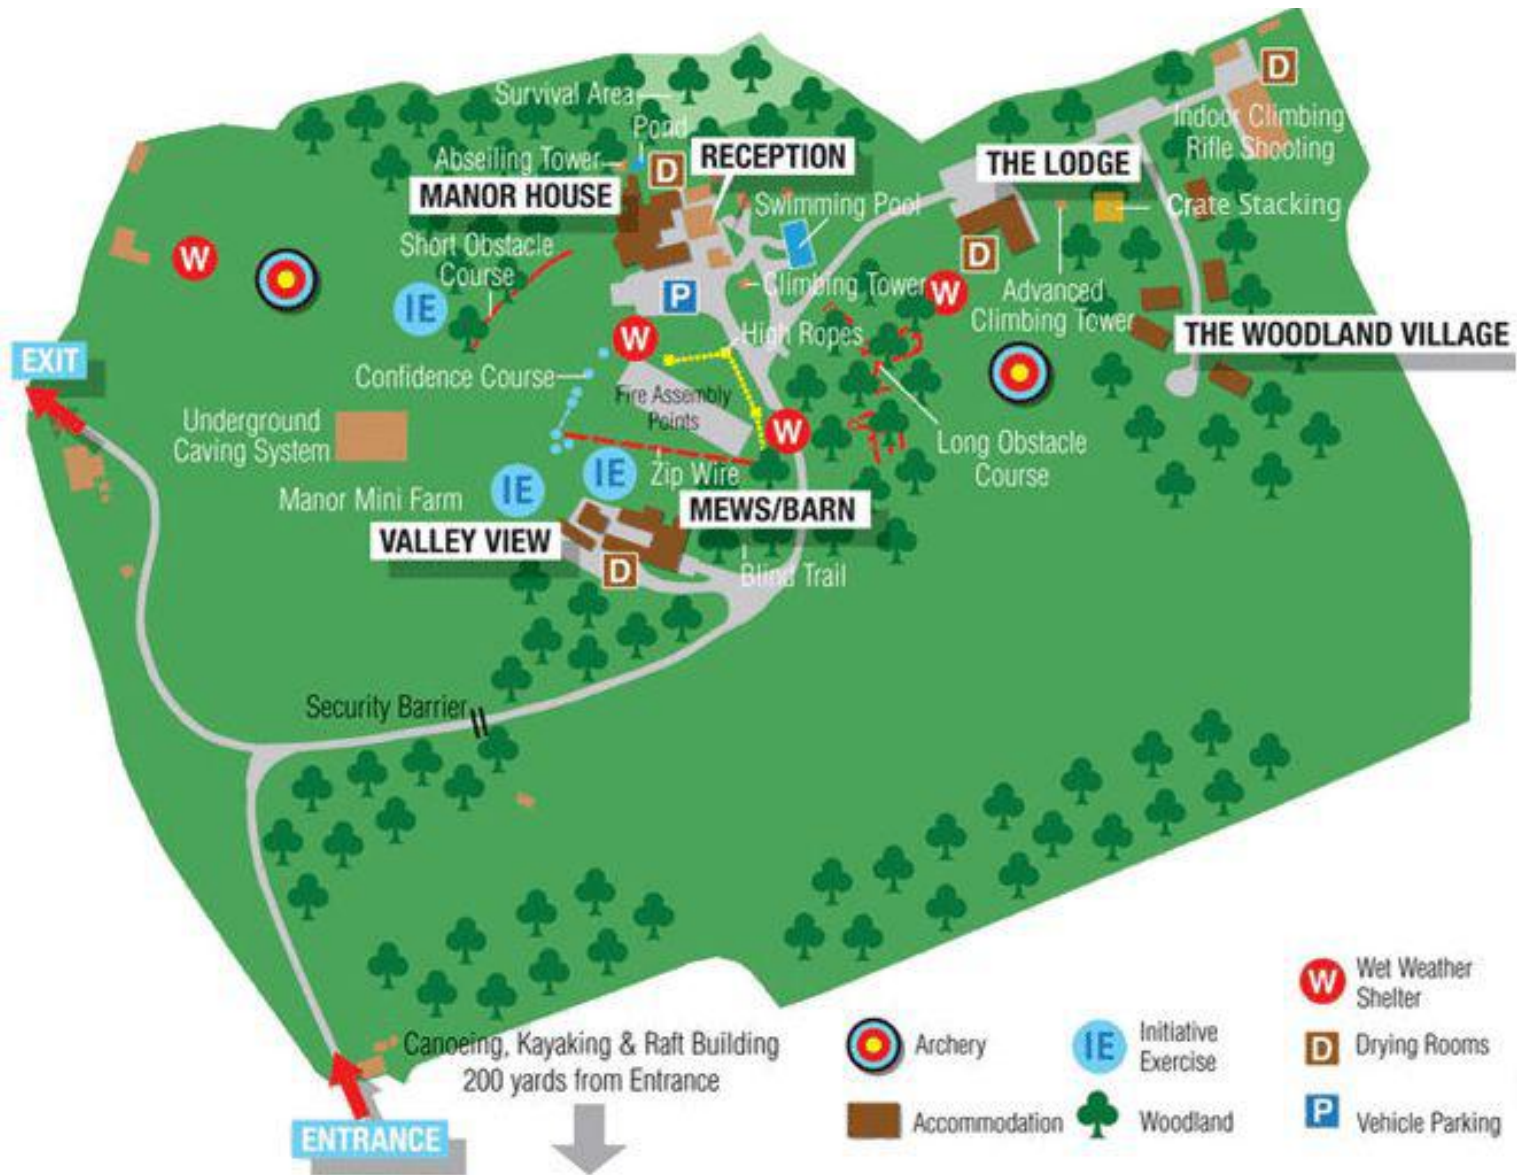 Survival Area
Pond
D
Abseiling Tower
D
RECEPTION
THE LODGE
Indoor Climbing
Rifle Shooting
MANOR HOUSE
Swimming Pool
Crate Stacking
W
Short Obstacle
Course
D
IE
P
Climbing Tower
W
Advanced
Climbing Tower
W
High Ropes
THE WOODLAND VILLAGE
EXIT
Confidence Course
Fire Assembly
Points
Underground
Caving System
W
Long Obstacle
Course
IE
IE
Zip Wire
Manor Mini Farm
MEWS/BARN
VALLEY VIEW
D
Blind Trail
Security Barrier
Canoeing, Kayaking & Raft Building
200 yards from Entrance
ENTRANCE
W
Wet Weather
Shelter
Archery
IE
Initiative
Exercise
D
Drying Rooms
Accommodation
Woodland
P
Vehicle Parking